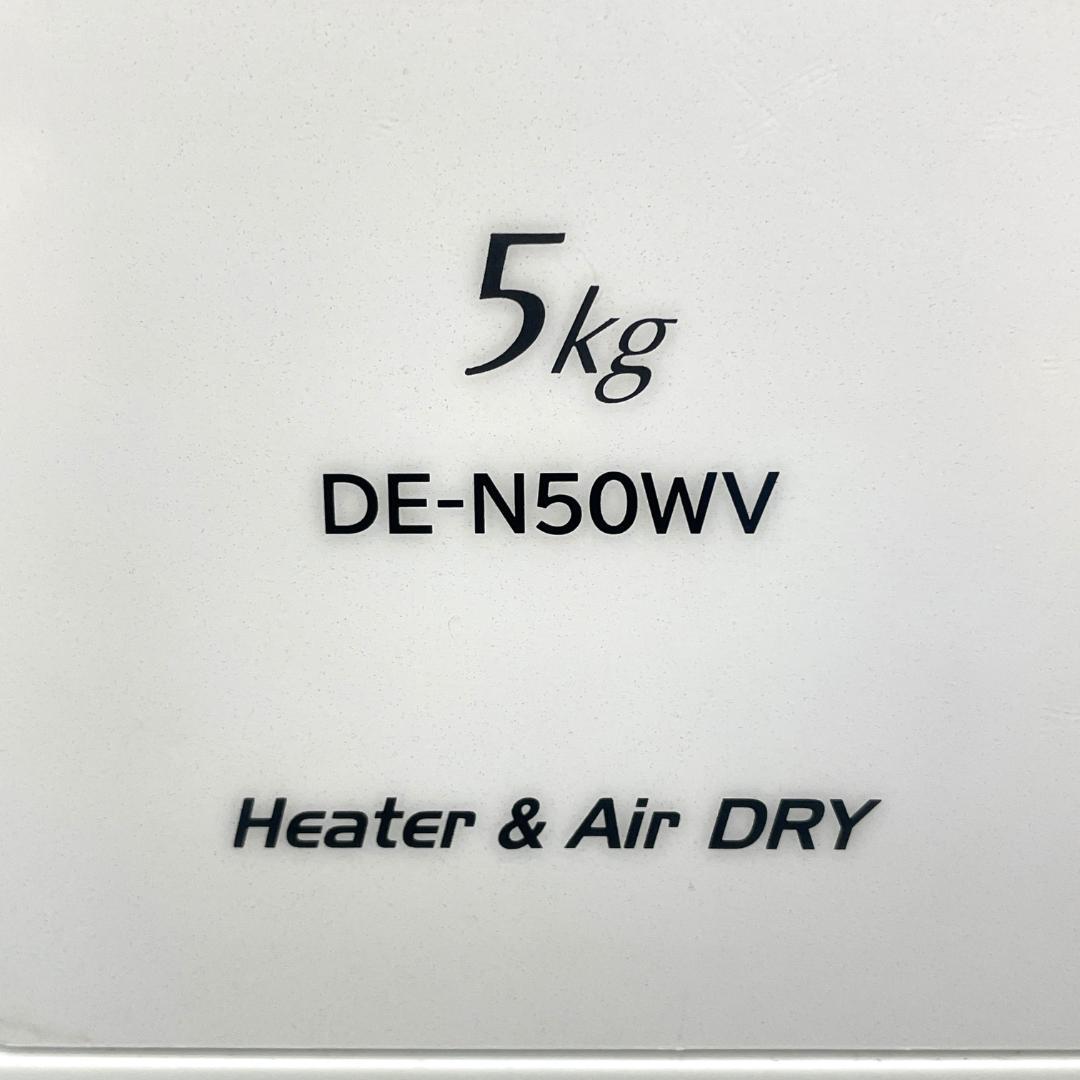 5kg
DE-N50WV
Heater & Air DRY